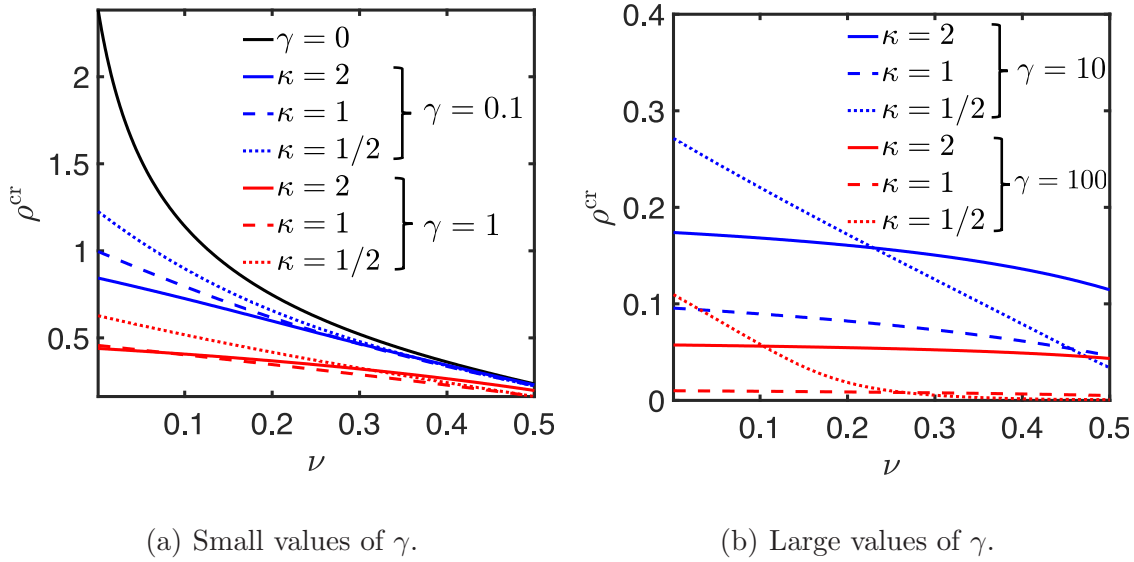 2
1.5
1
0.5
0.1
0.2
0.3
0.4
0.5
ρ^cr
ν
γ = 0
κ = 2
κ = 1
κ = 1/2
γ = 0.1
κ = 2
κ = 1
κ = 1/2
γ = 1
(a) Small values of γ.
0.4
0.3
0.2
0.1
0
0.1
0.2
0.3
0.4
0.5
ρ^cr
ν
κ = 2
κ = 1
κ = 1/2
γ = 10
κ = 2
κ = 1
κ = 1/2
γ = 100
(b) Large values of γ.